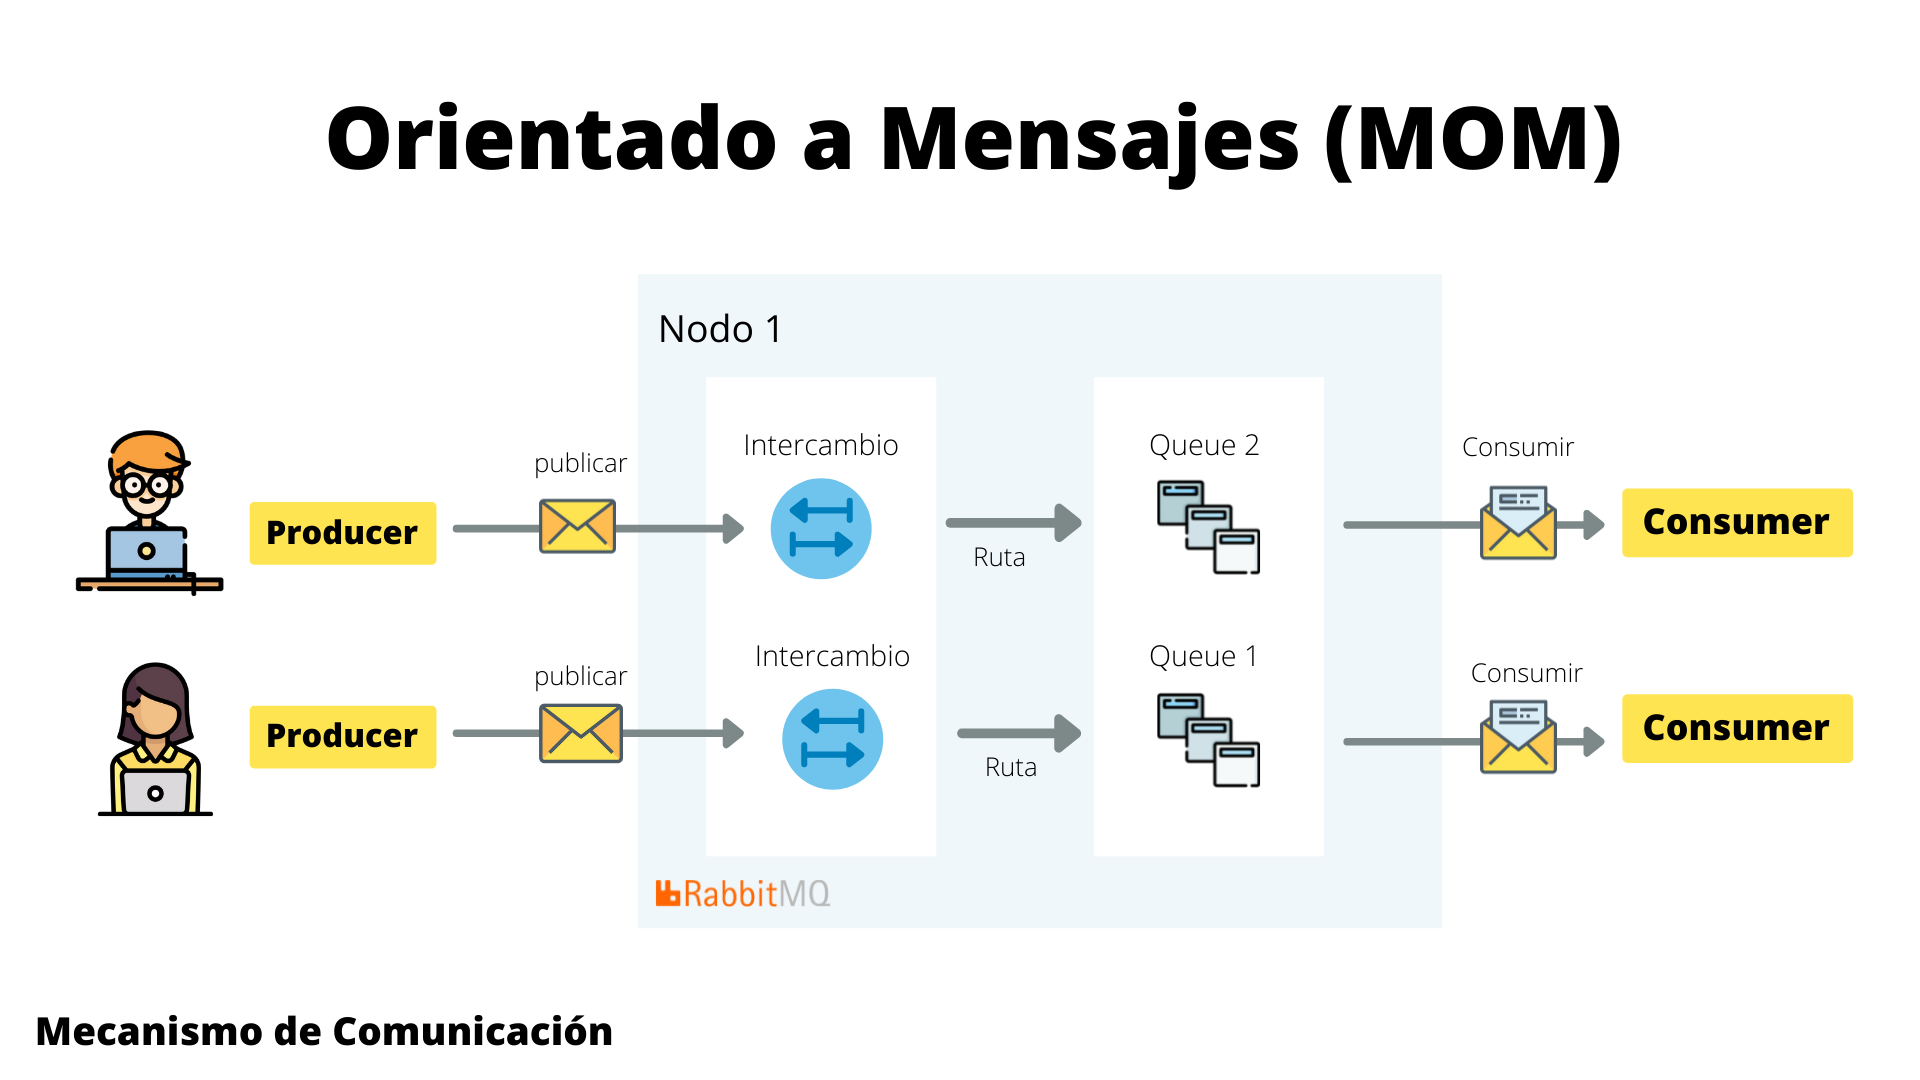 Orientado a Mensajes (MOM)
Nodo 1
publicar
Intercambio
Queue 2
Consumir
Producer
Ruta
Consumer
publicar
Intercambio
Queue 1
Consumir
Producer
Ruta
Consumer
RabbitMQ
Mecanismo de Comunicación